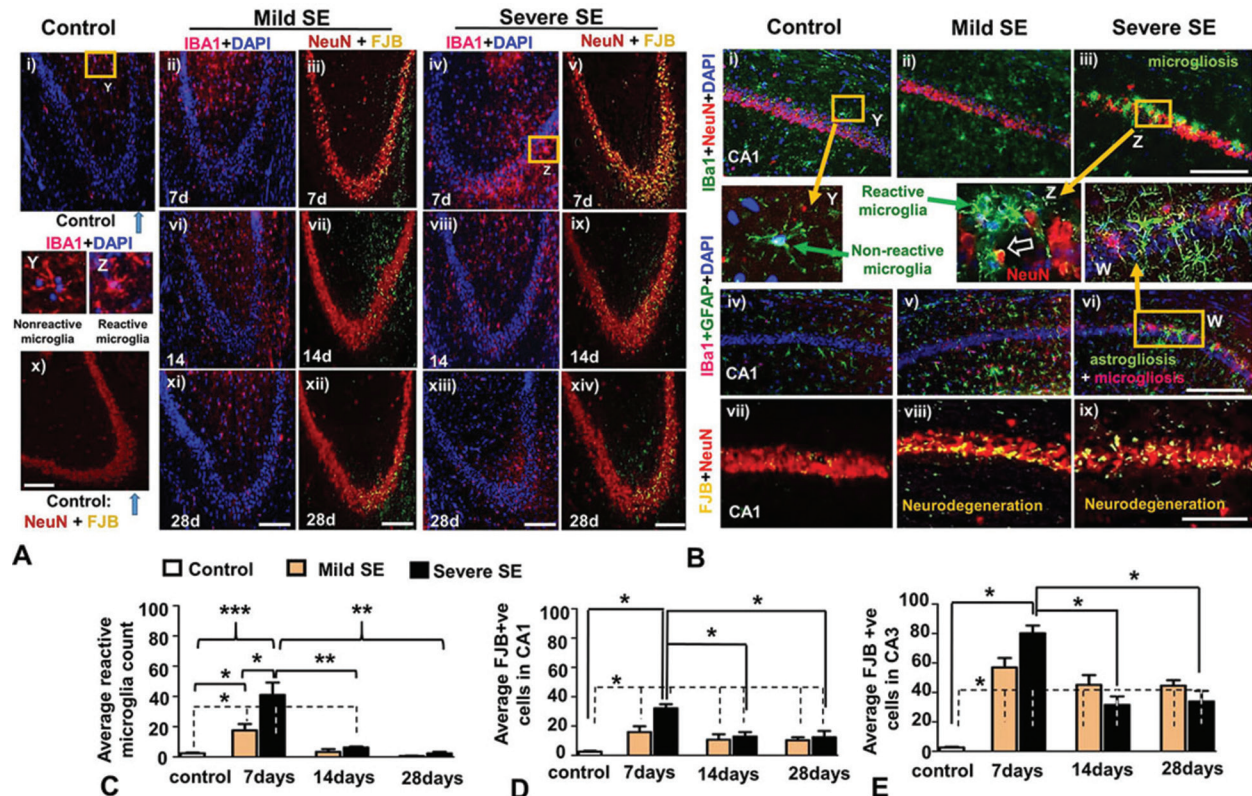 Mild SE
Severe SE
Control
IBA1+DAPI
NeuN + FJB
IBA1+DAPI
NeuN + FJB
i)
Y
ii)
iii)
iv)
v)
Z
7d
7d
7d
Control
IBA1+DAPI
Y
Z
Nonreactive
microglia
Reactive
microglia
vi)
vii)
viii)
ix)
14
14d
14
14d
x)
Control:
NeuN + FJB
xi)
xii)
xiii)
xiv)
28d
28d
28d
28d
A
Control
Mild SE
Severe SE
IBa1+NeuN+DAPI
i)
Y
CA1
ii)
iii)
microgliosis
Z
Reactive
microglia
Y
Non-reactive
microglia
Z
NeuN
W
IBa1+GFAP+DAPI
iv)
CA1
v)
vi)
W
astrogliosis
+ microgliosis
FJB+NeuN
vii)
CA1
viii)
Neurodegeneration
ix)
Neurodegeneration
B
Control
Mild SE
Severe SE
Average reactive
microglia count
100
80
60
40
20
0
***
**
*
*
**
*
control
7days
14days
28days
C
Average FJB+ve
cells in CA1
100
80
60
40
20
0
*
*
*
*
control
7days
14days
28days
D
Average FJB +ve
cells in CA3
100
80
60
40
20
0
*
*
*
*
control
7days
14days
28days
E